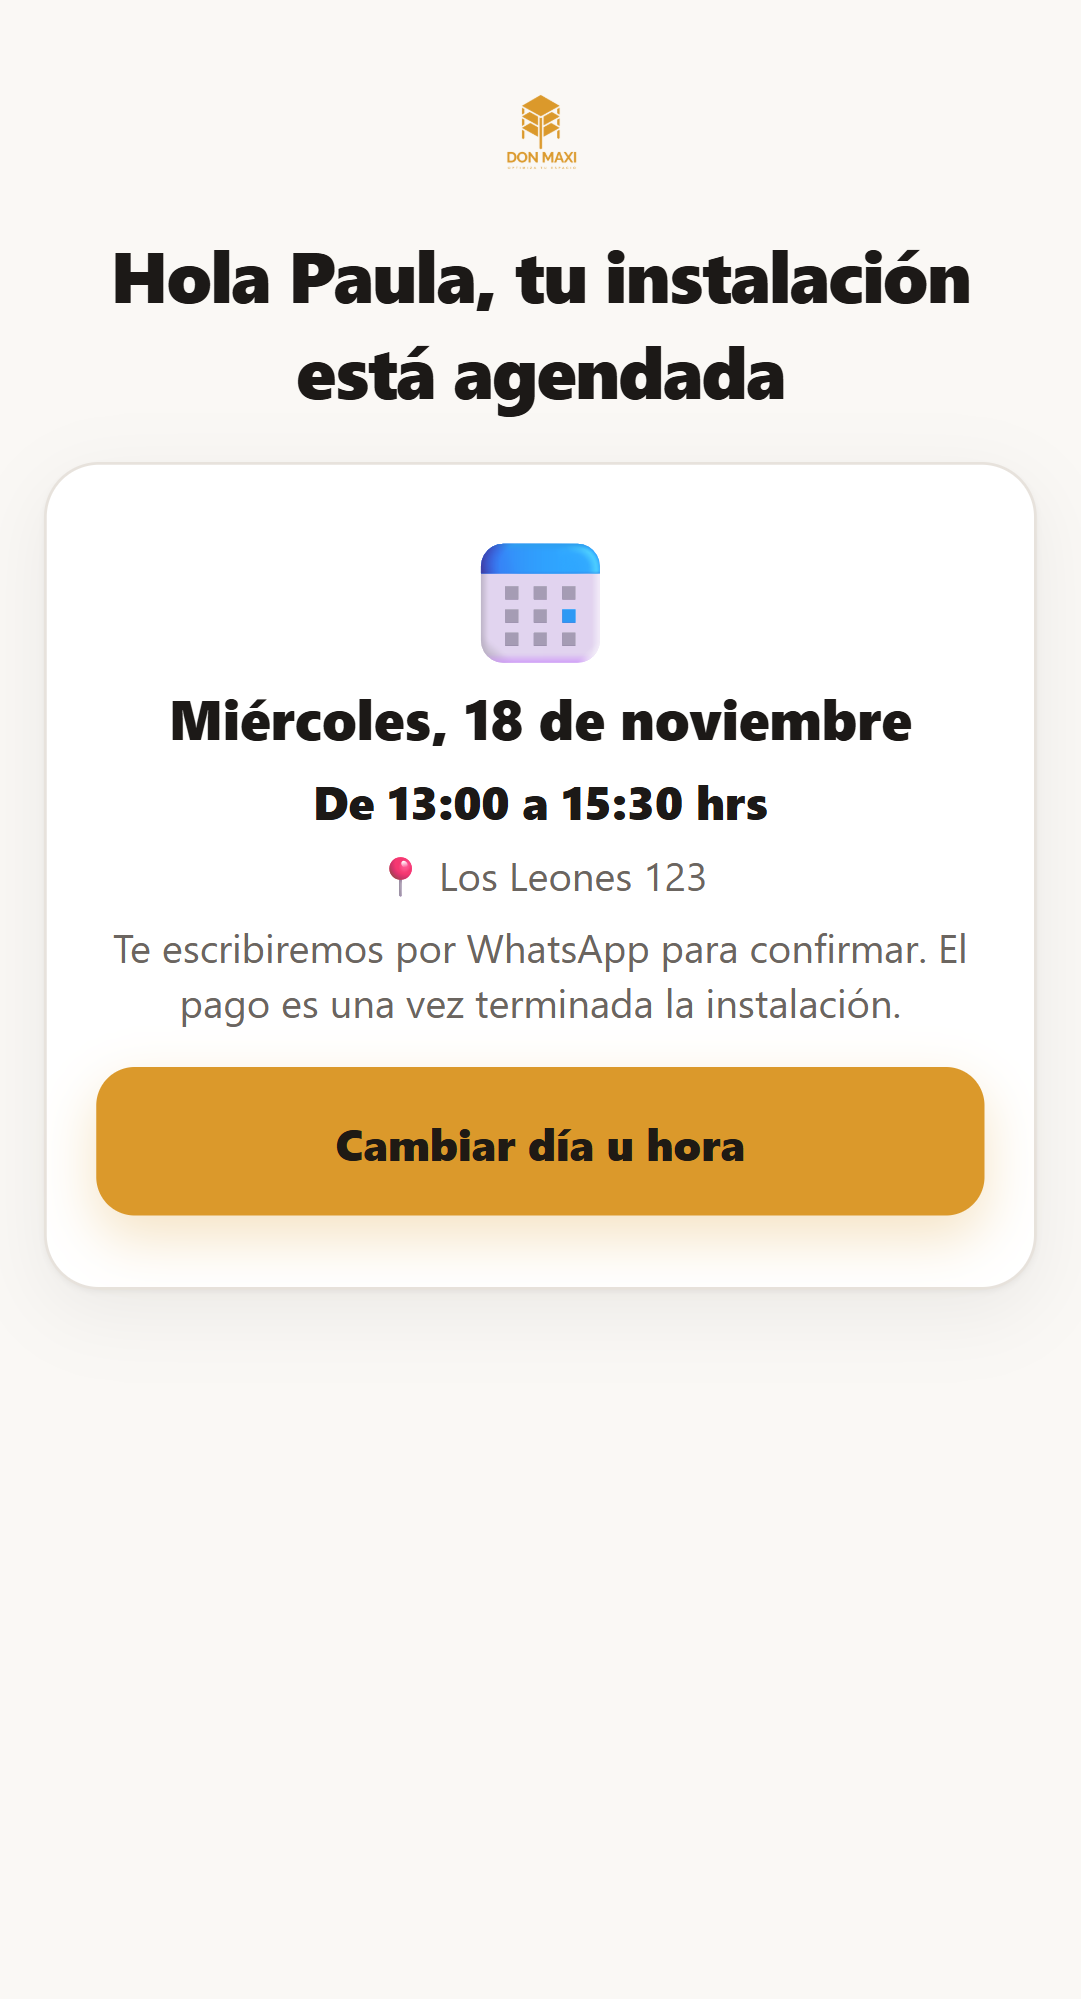 DON MAXI
Hola Paula, tu instalación
está agendada
Miércoles, 18 de noviembre
De 13:00 a 15:30 hrs
Los Leones 123
Te escribiremos por WhatsApp para confirmar. El
pago es una vez terminada la instalación.
Cambiar día u hora